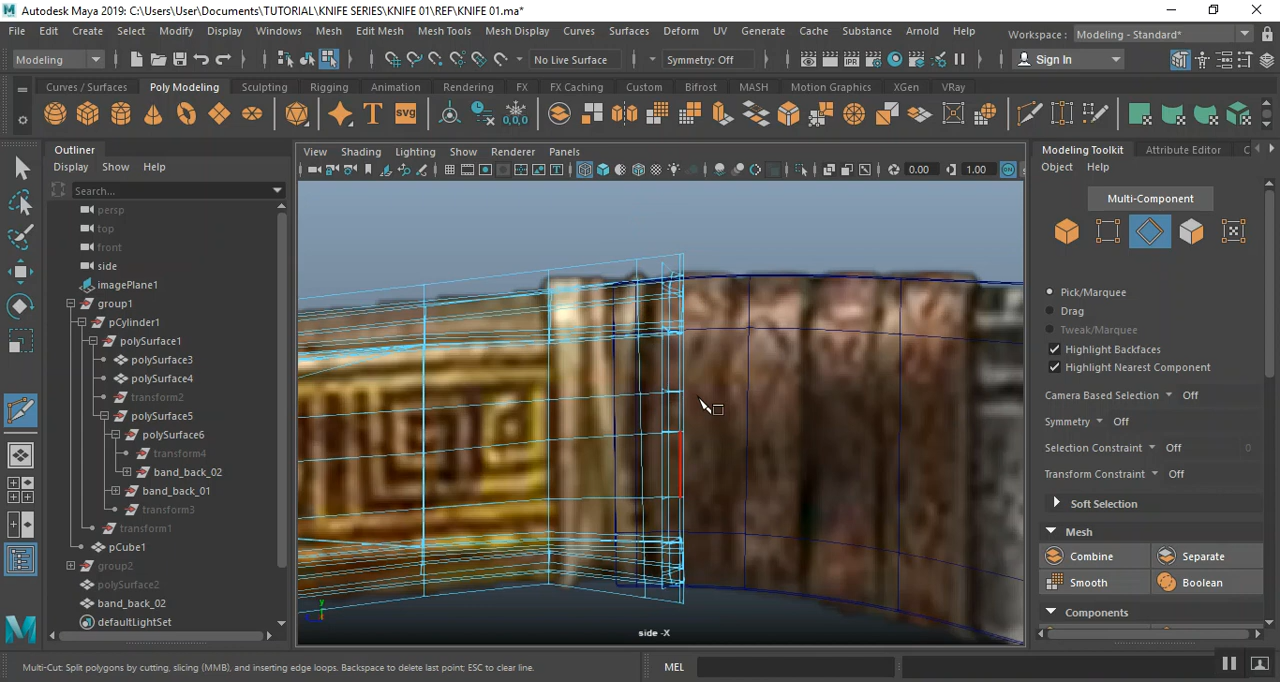 Autodesk Maya 2019: C:\Users\User\Documents\TUTORIAL\KNIFE SERIES\KNIFE 01\REF\KNIFE 01.ma*
File Edit Create Select Modify Display Windows Mesh Edit Mesh Mesh Tools Mesh Display Curves Surfaces Deform UV Generate Cache Substance Arnold Help Workspace : Modeling - Standard*
Modeling No Live Surface Symmetry: Off Sign In
Curves / Surfaces Poly Modeling Sculpting Rigging Animation Rendering FX FX Caching Custom Bifrost MASH Motion Graphics XGen VRay
SVG 0,0,0
Outliner
Display Show Help
Search...
persp
top
front
side
imagePlane1
group1
pCylinder1
polySurface1
polySurface3
polySurface4
transform2
polySurface5
polySurface6
transform4
band_back_02
band_back_01
transform3
transform1
pCube1
group2
polySurface2
band_back_02
defaultLightSet
View Shading Lighting Show Renderer Panels
0.00 1.00
y
side -X
Modeling Toolkit Attribute Editor C
Object Help
Multi-Component
Pick/Marquee
Drag
Tweak/Marquee
Highlight Backfaces
Highlight Nearest Component
Camera Based Selection Off
Symmetry Off
Selection Constraint Off 0
Transform Constraint Off
Soft Selection
Mesh
Combine Separate
Smooth Boolean
Components
Multi-Cut: Split polygons by cutting, slicing (MMB), and inserting edge loops. Backspace to delete last point; ESC to clear line. MEL